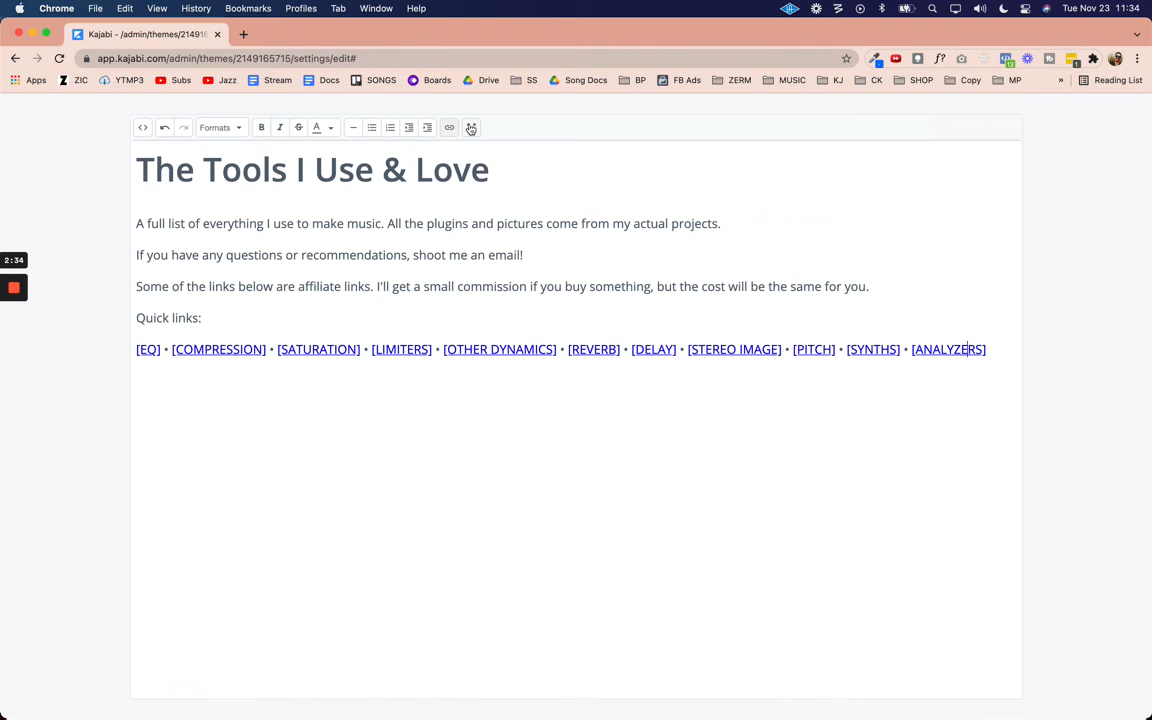 Chrome File Edit View History Bookmarks Profiles Tab Window Help Tue Nov 23 11:34
Kajabi - /admin/themes/21491
app.kajabi.com/admin/themes/2149165715/settings/edit#
Apps ZIC YTMP3 Subs Jazz Stream Docs SONGS Boards Drive SS Song Docs BP FB Ads ZERM MUSIC KJ CK SHOP Copy MP » Reading List
Formats B I S A
The Tools I Use & Love
A full list of everything I use to make music. All the plugins and pictures come from my actual projects.
If you have any questions or recommendations, shoot me an email!
2:34
Some of the links below are affiliate links. I'll get a small commission if you buy something, but the cost will be the same for you.
Quick links:
[EQ] • [COMPRESSION] • [SATURATION] • [LIMITERS] • [OTHER DYNAMICS] • [REVERB] • [DELAY] • [STEREO IMAGE] • [PITCH] • [SYNTHS] • [ANALYZERS]